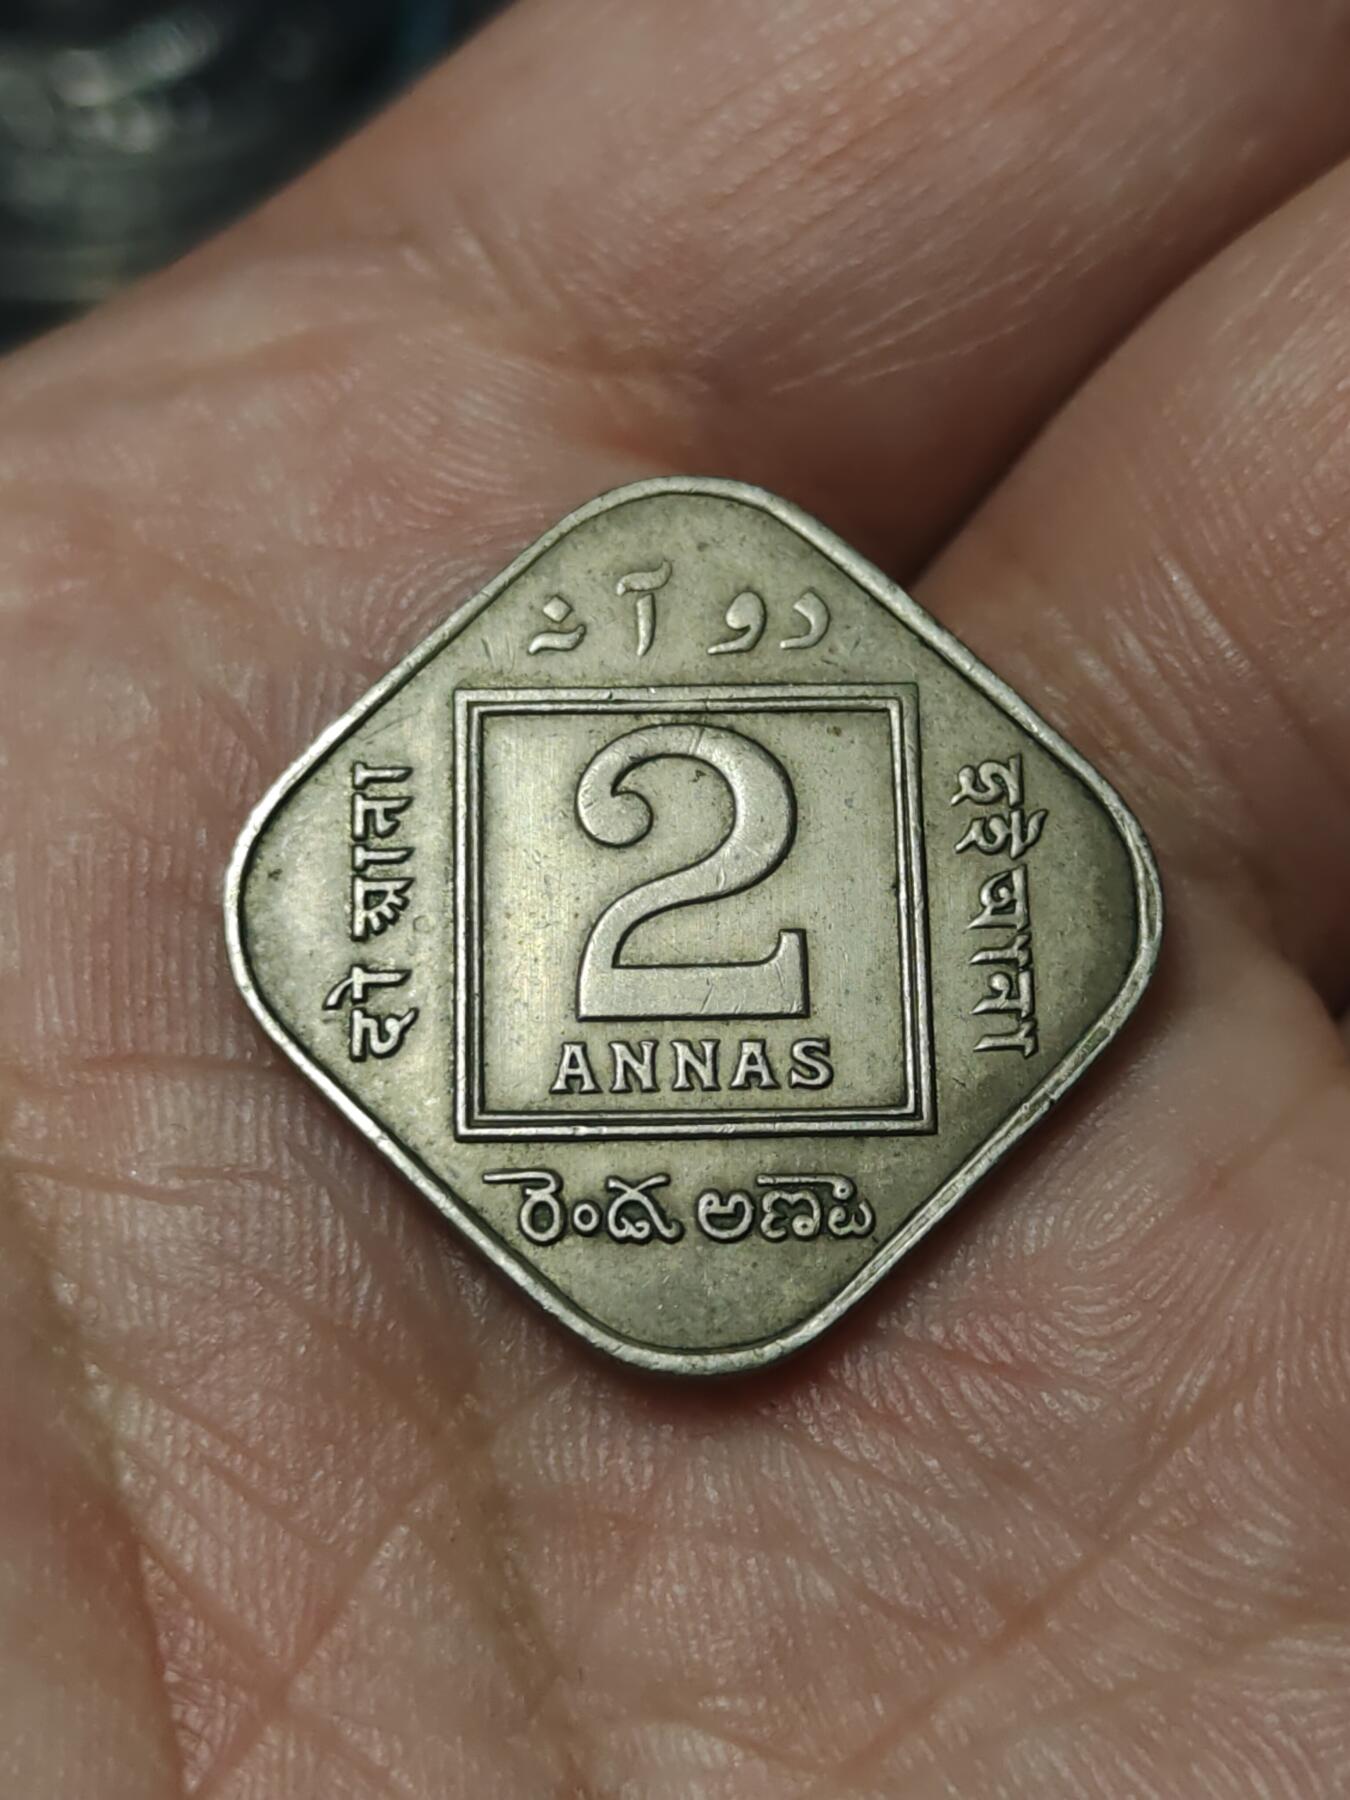 دو آنہ
दो आना
2
ANNAS
দুই আনা
రెండు అణాలు